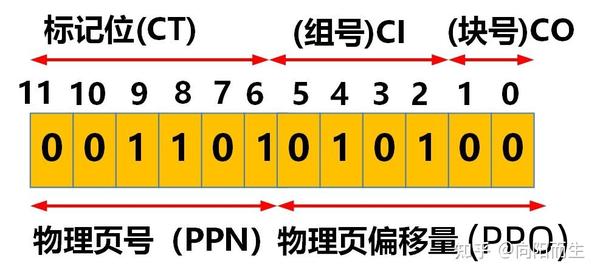 标记位(CT) (组号)CI (块号)CO
11 10 9 8 7 6 5 4 3 2 1 0
0 0 1 1 0 1 0 1 0 1 0 0
物理页号（PPN） 物理页偏移量（PPO）
知乎 @向阳而生